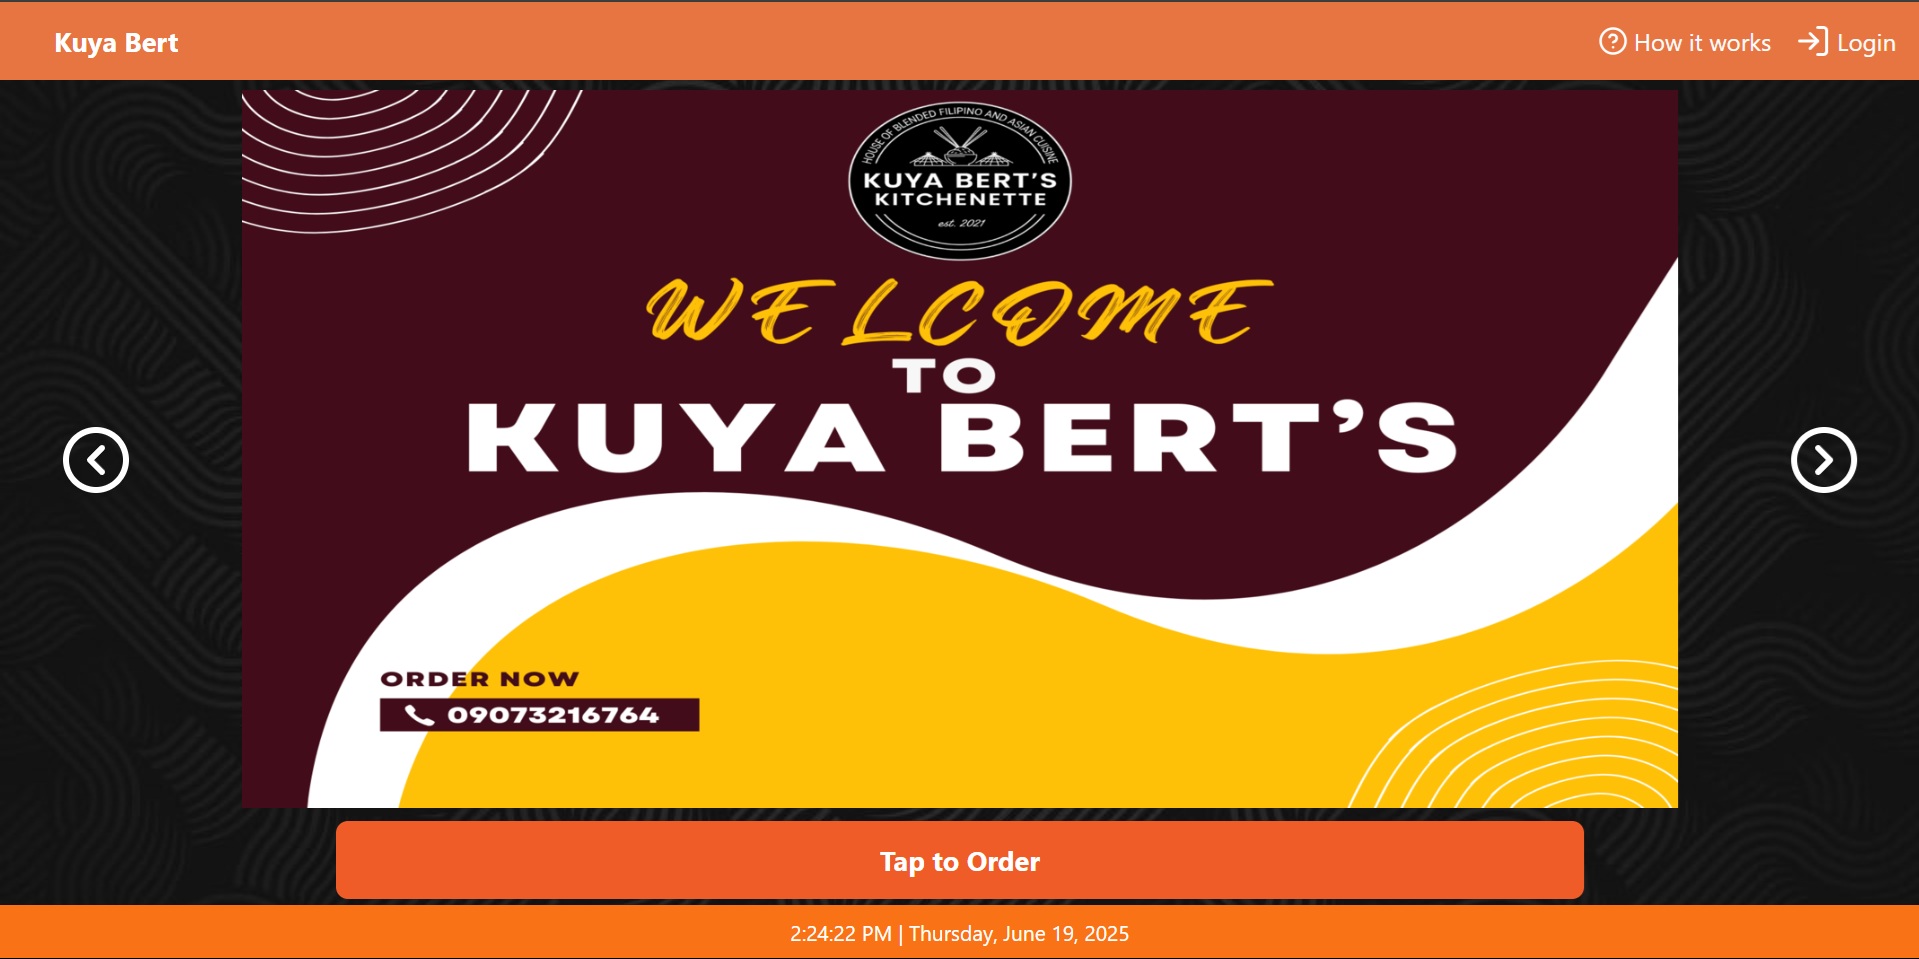 Kuya Bert
How it works
Login
HOUSE OF BLENDED FILIPINO AND ASIAN CUISINE
KUYA BERT'S
KITCHENETTE
est. 2021
WELCOME
TO
KUYA BERT'S
ORDER NOW
09073216764
Tap to Order
2:24:22 PM | Thursday, June 19, 2025